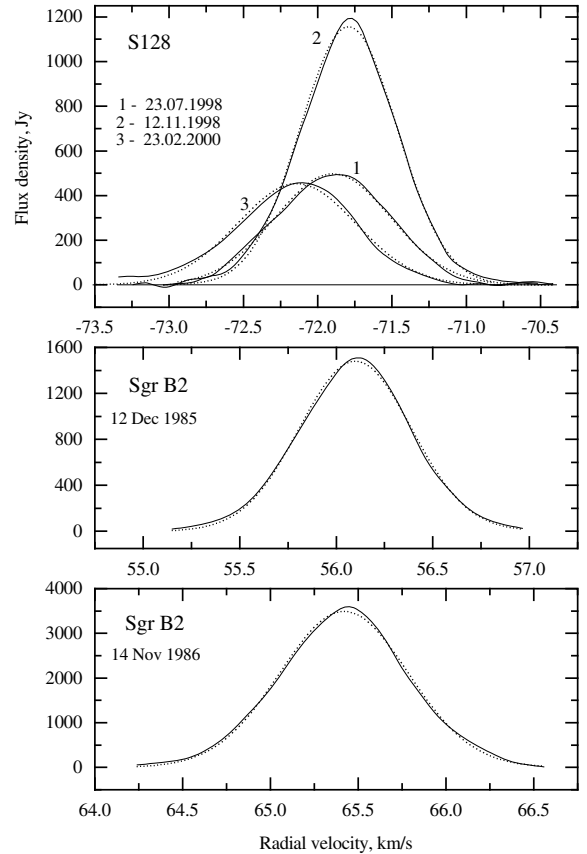 1200
1000
800
600
400
200
0
Flux density, Jy
S128
1 - 23.07.1998
2 - 12.11.1998
3 - 23.02.2000
2
1
3
-73.5 -73.0 -72.5 -72.0 -71.5 -71.0 -70.5
1600
1200
800
400
0
Sgr B2
12 Dec 1985
55.0 55.5 56.0 56.5 57.0
4000
3000
2000
1000
0
Sgr B2
14 Nov 1986
64.0 64.5 65.0 65.5 66.0 66.5
Radial velocity, km/s